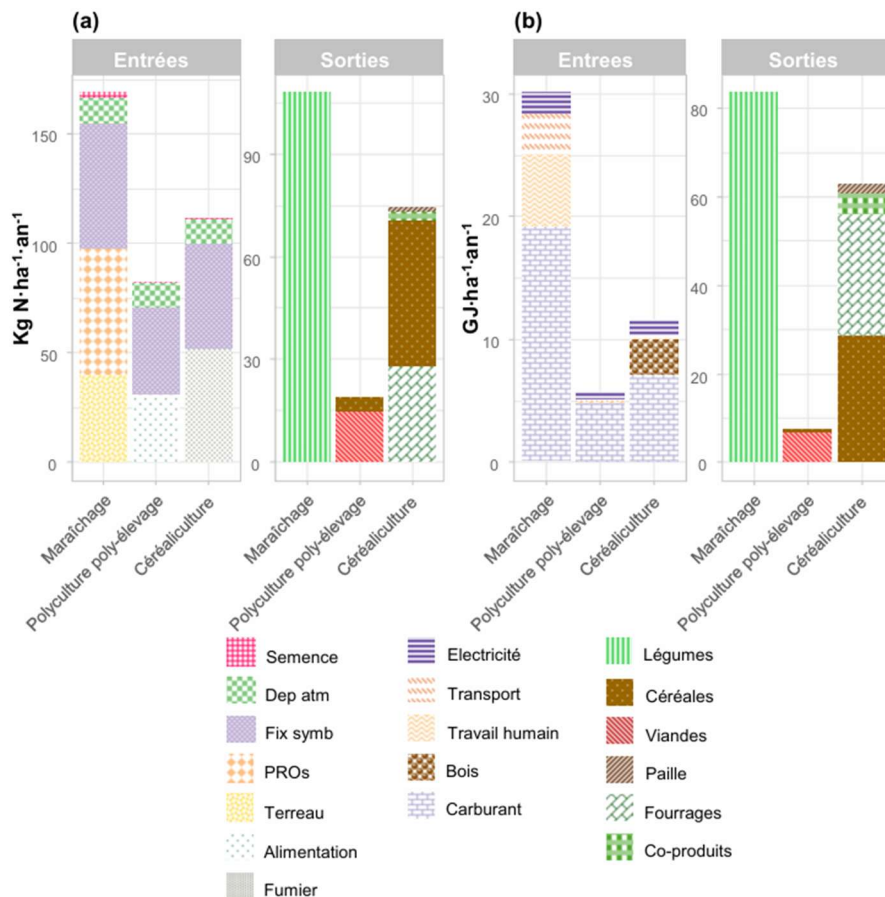 (a)
(b)
Entrées
Sorties
Entrees
Sorties
Kg N·ha⁻¹·an⁻¹
150
100
50
0
90
60
30
0
GJ·ha⁻¹·an⁻¹
30
20
10
0
80
60
40
20
0
Maraîchage
Polyculture poly-élevage
Céréaliculture
Maraîchage
Polyculture poly-élevage
Céréaliculture
Maraîchage
Polyculture poly-élevage
Céréaliculture
Maraîchage
Polyculture poly-élevage
Céréaliculture
Semence
Dep atm
Fix symb
PROs
Terreau
Alimentation
Fumier
Electricité
Transport
Travail humain
Bois
Carburant
Légumes
Céréales
Viandes
Paille
Fourrages
Co-produits